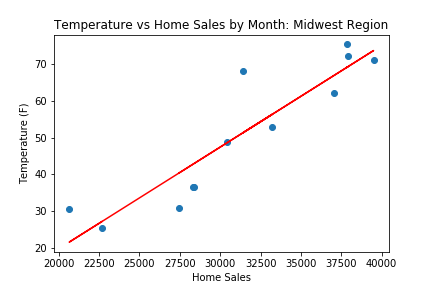 Temperature vs Home Sales by Month: Midwest Region
70
60
50
40
30
20
Temperature (F)
20000 22500 25000 27500 30000 32500 35000 37500 40000
Home Sales